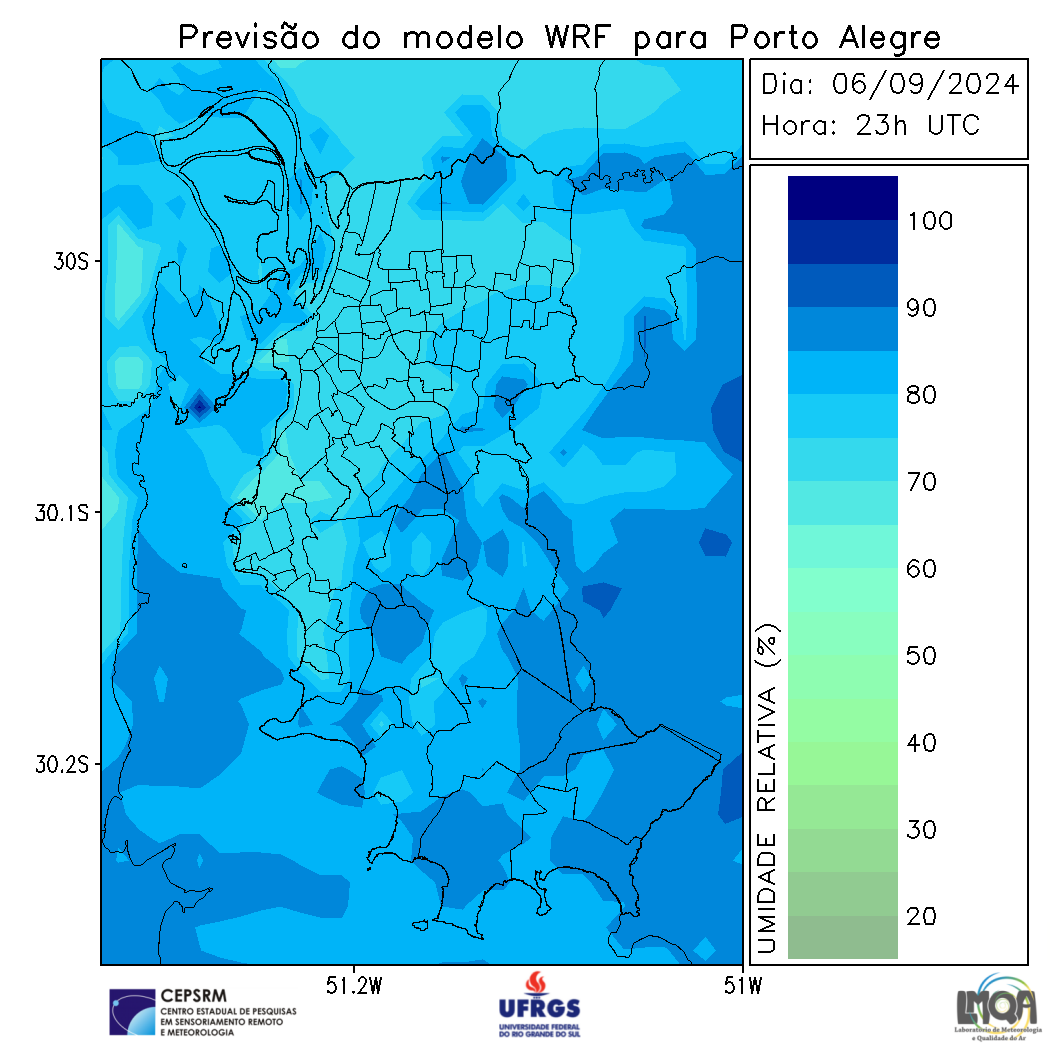 Previsão do modelo WRF para Porto Alegre
Dia: 06/09/2024
Hora: 23h UTC
30S
30.1S
30.2S
51.2W
51W
100
90
80
70
60
50
40
30
20
UMIDADE RELATIVA (%)
CEPSRM
CENTRO ESTADUAL DE PESQUISAS
EM SENSORIAMENTO REMOTO
E METEOROLOGIA
UFRGS
UNIVERSIDADE FEDERAL
DO RIO GRANDE DO SUL
LMQA
Laboratório de Meteorologia
e Qualidade do Ar